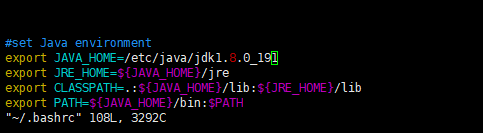 #set Java environment
export JAVA_HOME=/etc/java/jdk1.8.0_191
export JRE_HOME=${JAVA_HOME}/jre
export CLASSPATH=.:${JAVA_HOME}/lib:${JRE_HOME}/lib
export PATH=${JAVA_HOME}/bin:$PATH
"~/.bashrc" 108L, 3292C